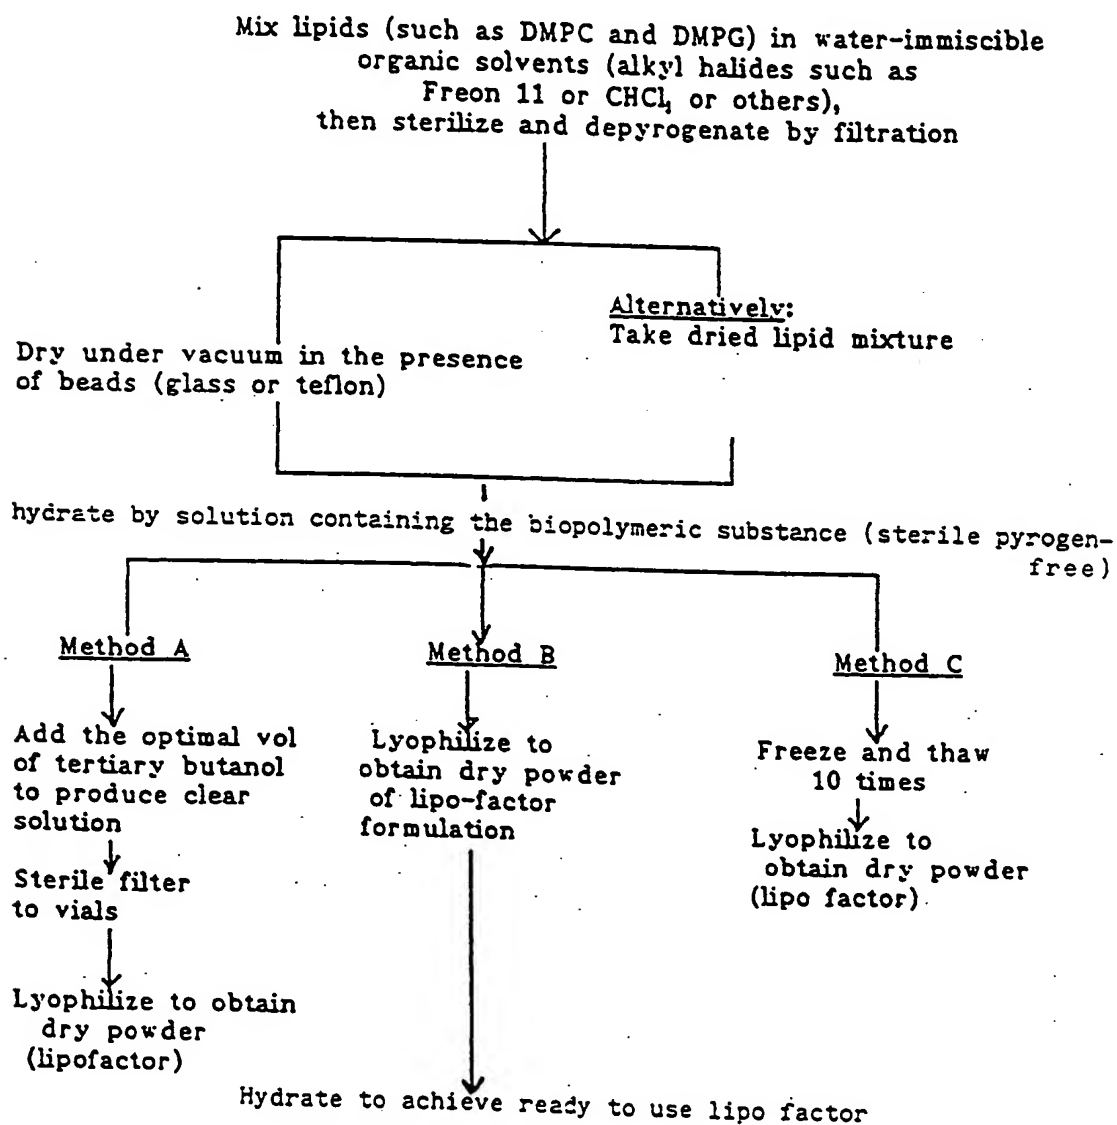 Mix lipids (such as DMPC and DMPG) in water-immiscible
organic solvents (alkyl halides such as
Freon 11 or CHCl4 or others),
then sterilize and depyrogenate by filtration
Alternatively:
Take dried lipid mixture
Dry under vacuum in the presence
of beads (glass or teflon)
hydrate by solution containing the biopolymeric substance (sterile pyrogen-
free)
Method A
Method B
Method C
Add the optimal vol
of tertiary butanol
to produce clear
solution
Sterile filter
to vials
Lyophilize to obtain
dry powder
(lipofactor)
Lyophilize to
obtain dry powder
of lipo-factor
formulation
Freeze and thaw
10 times
Lyophilize to
obtain dry powder
(lipo factor)
Hydrate to achieve ready to use lipo factor